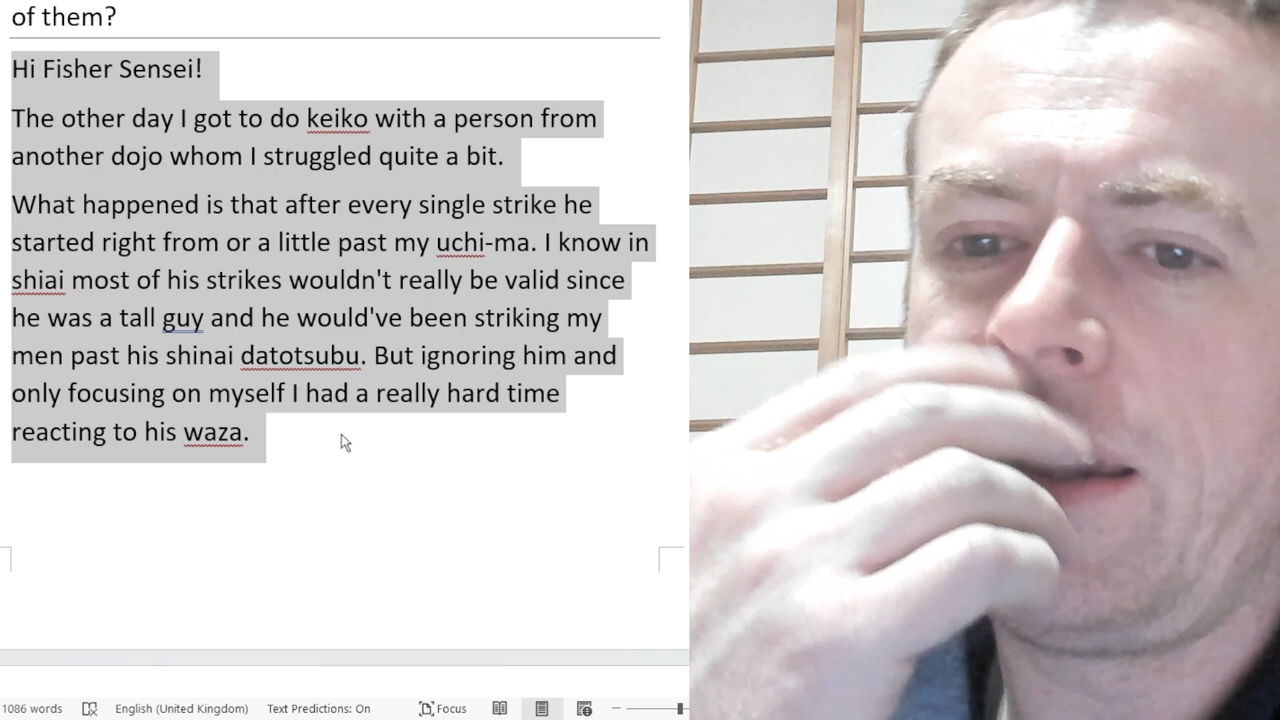 of them?
Hi Fisher Sensei!
The other day I got to do keiko with a person from
another dojo whom I struggled quite a bit.
What happened is that after every single strike he
started right from or a little past my uchi-ma. I know in
shiai most of his strikes wouldn't really be valid since
he was a tall guy and he would've been striking my
men past his shinai datotsubu. But ignoring him and
only focusing on myself I had a really hard time
reacting to his waza.
1086 words English (United Kingdom) Text Predictions: On Focus